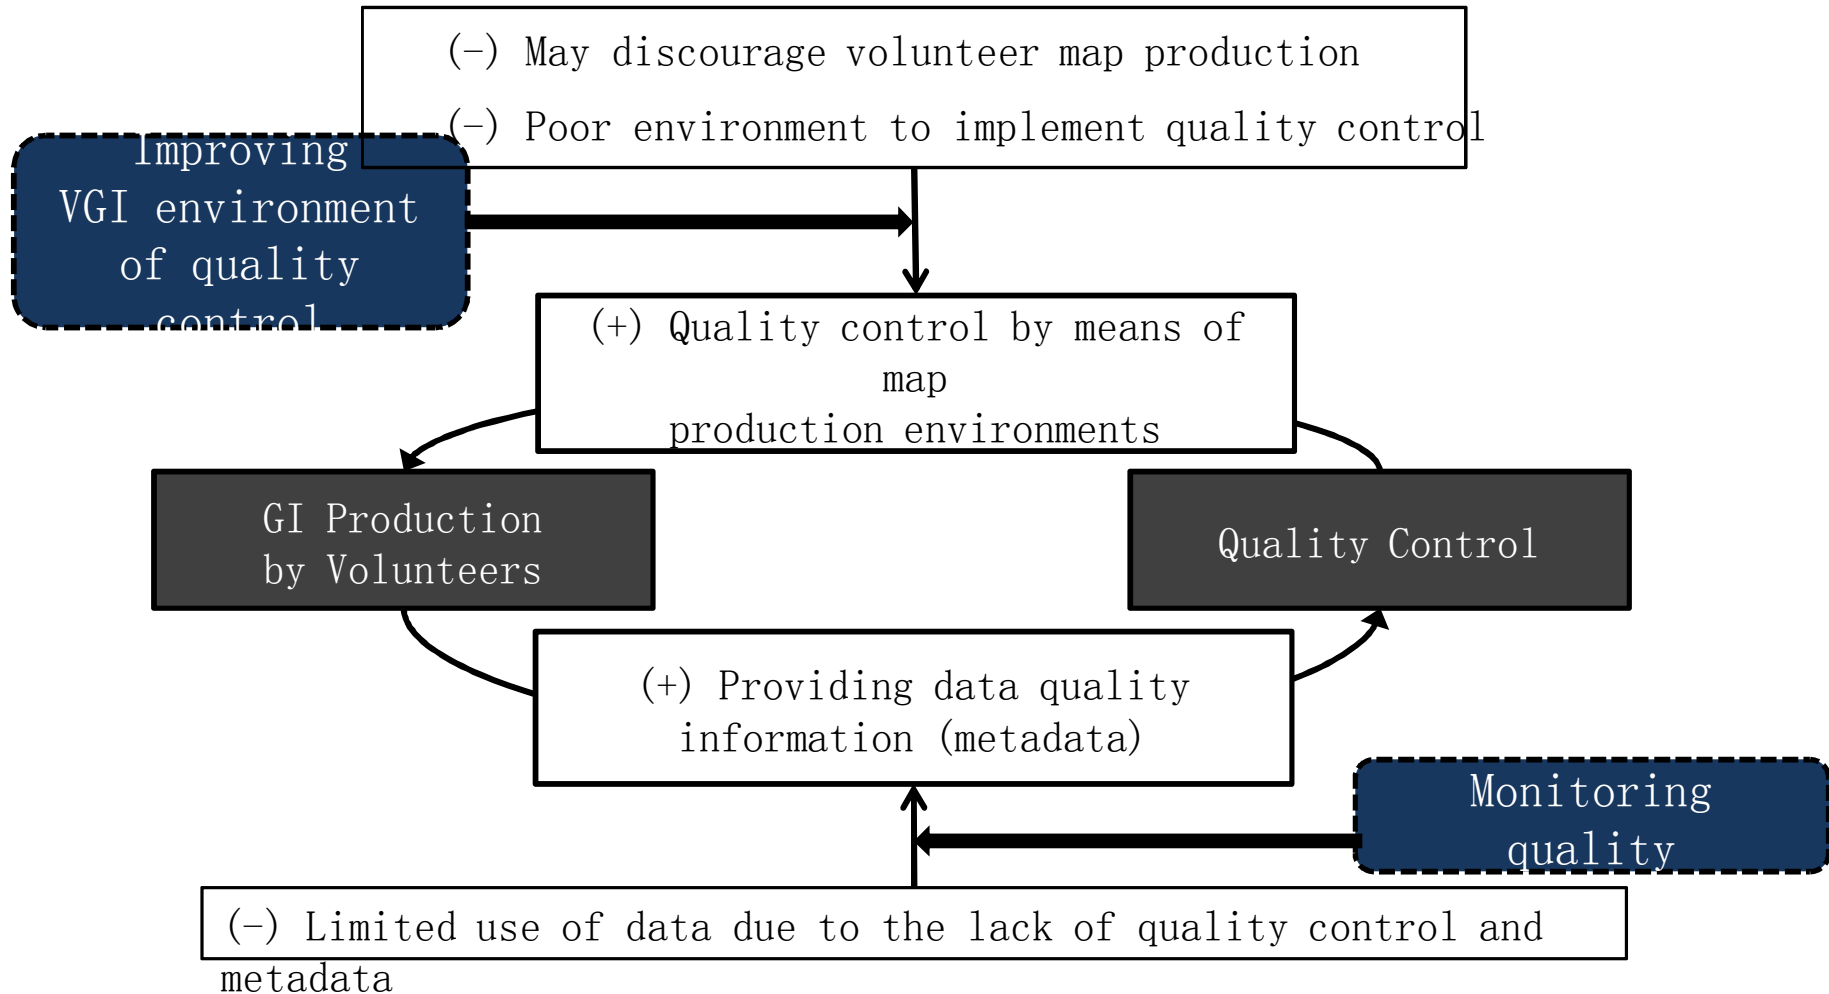 (-) May discourage volunteer map production
(-) Poor environment to implement quality control
Improving
VGI environment
of quality
control
(+) Quality control by means of
map
production environments
GI Production
by Volunteers
Quality Control
(+) Providing data quality
information (metadata)
Monitoring
quality
(-) Limited use of data due to the lack of quality control and
metadata